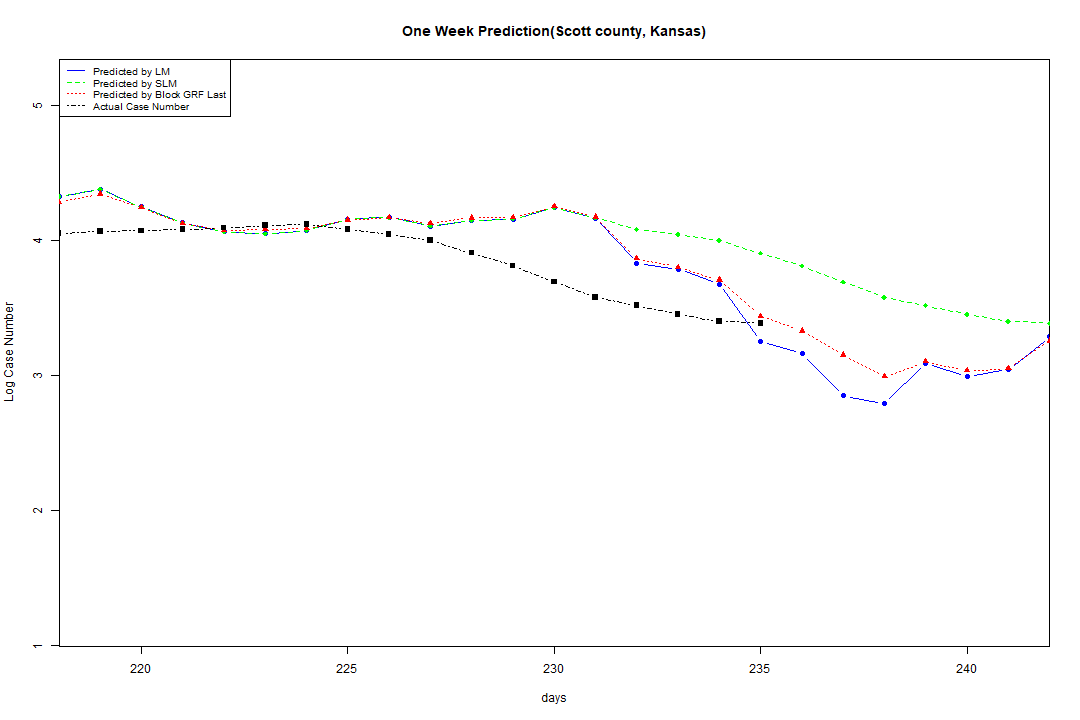 One Week Prediction(Scott county, Kansas)
Predicted by LM
Predicted by SLM
Predicted by Block GRF Last
Actual Case Number
5
4
3
2
1
Log Case Number
220 225 230 235 240
days